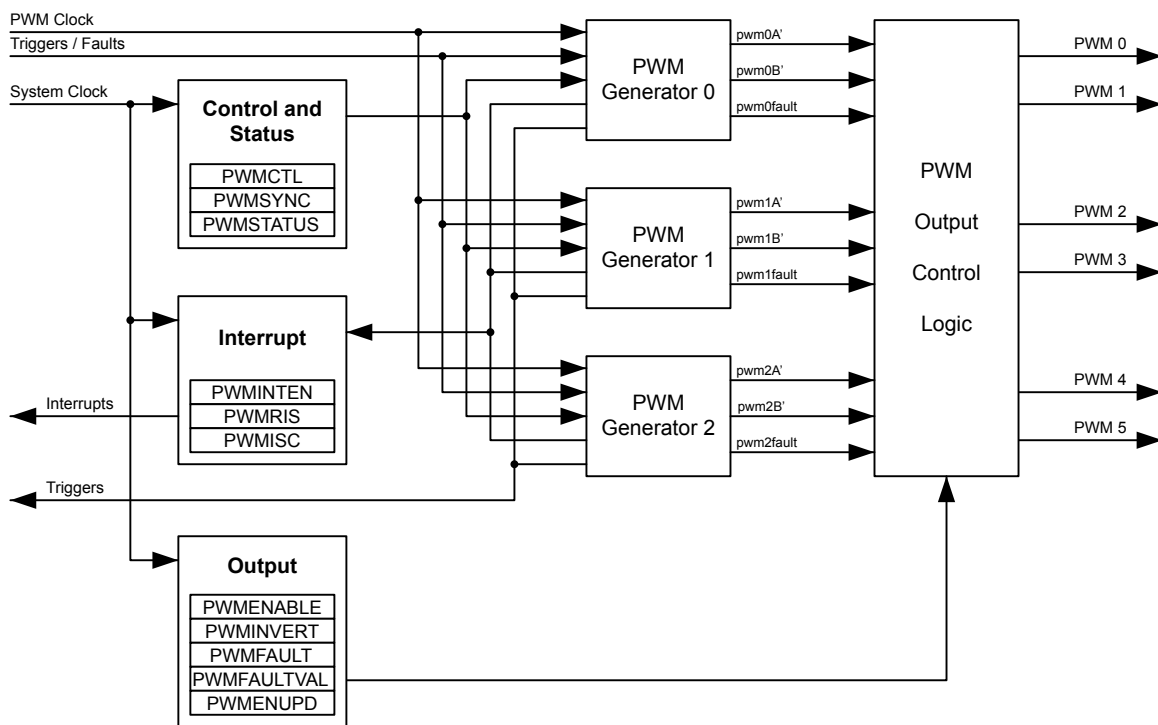 PWM Clock
Triggers / Faults
System Clock
Control and
Status
PWMCTL
PWMSYNC
PWMSTATUS
Interrupt
PWMINTEN
PWMRIS
PWMISC
Interrupts
Triggers
Output
PWMENABLE
PWMINVERT
PWMFAULT
PWMFAULTVAL
PWMENUPD
PWM
Generator 0
pwm0A'
pwm0B'
pwm0fault
PWM
Generator 1
pwm1A'
pwm1B'
pwm1fault
PWM
Generator 2
pwm2A'
pwm2B'
pwm2fault
PWM
Output
Control
Logic
PWM 0
PWM 1
PWM 2
PWM 3
PWM 4
PWM 5